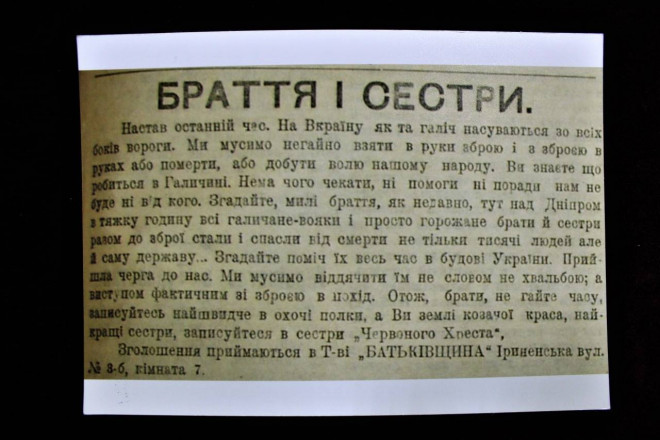 БРАТТЯ І СЕСТРИ.
Настав останній час. На Вкраїну як та галіч насуваються зо всіх
боків вороги. Ми мусимо негайно взяти в руки зброю і з зброєю в
руках або померти, або добути волю нашому народу. Ви знаєте що
робиться в Галичині. Нема чого чекати, ні помоги ні поради нам не
буде ні від кого. Згадайте, милі браття, як недавно, тут над Дніпром
в тяжку годину всі галичане-вояки і просто горожане брати й сестри
разом до зброї стали і спасли від смерти не тільки тисячі людей але
й саму державу... Згадайте поміч їх весь час в будові України. Прий-
шла черга до нас. Ми мусимо віддячити їм не словом не хвальбою; а
виступом фактичним зі зброєю в похід. Отож, брати, не гайте часу,
записуйтесь найшвидче в охочі полки, а Ви землі козачої краса, най-
кращі сестри, записуйтеся в сестри „Червоного Хреста",
Зголошення приймаються в Т-ві „БАТЬКІВЩИНА" Іриненська вул.
№ 3-б, кімната 7.